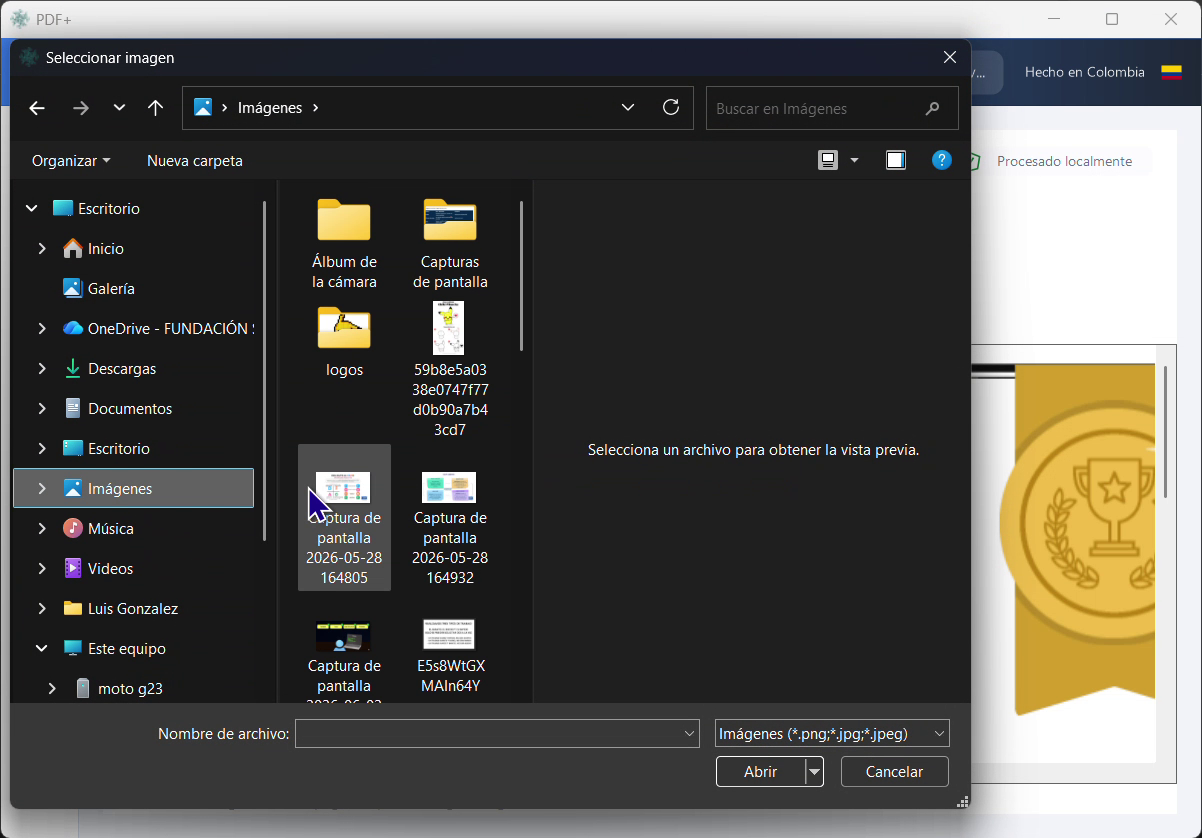 PDF+
Seleccionar imagen
y...
Hecho en Colombia
Imágenes
Buscar en Imágenes
Organizar
Nueva carpeta
?
Procesado localmente
Escritorio
Inicio
Galería
OneDrive - FUNDACIÓN
Descargas
Documentos
Escritorio
Imágenes
Música
Videos
Luis Gonzalez
Este equipo
moto g23
Álbum de
la cámara
Capturas
de pantalla
logos
59b8e5a03
38e0747f77
d0b90a7b4
3cd7
Captura de
pantalla
2026-05-28
164805
Captura de
pantalla
2026-05-28
164932
Captura de
pantalla
E5s8WtGX
MAIn64Y
Selecciona un archivo para obtener la vista previa.
Nombre de archivo:
Imágenes (*.png;*.jpg;*.jpeg)
Abrir
Cancelar